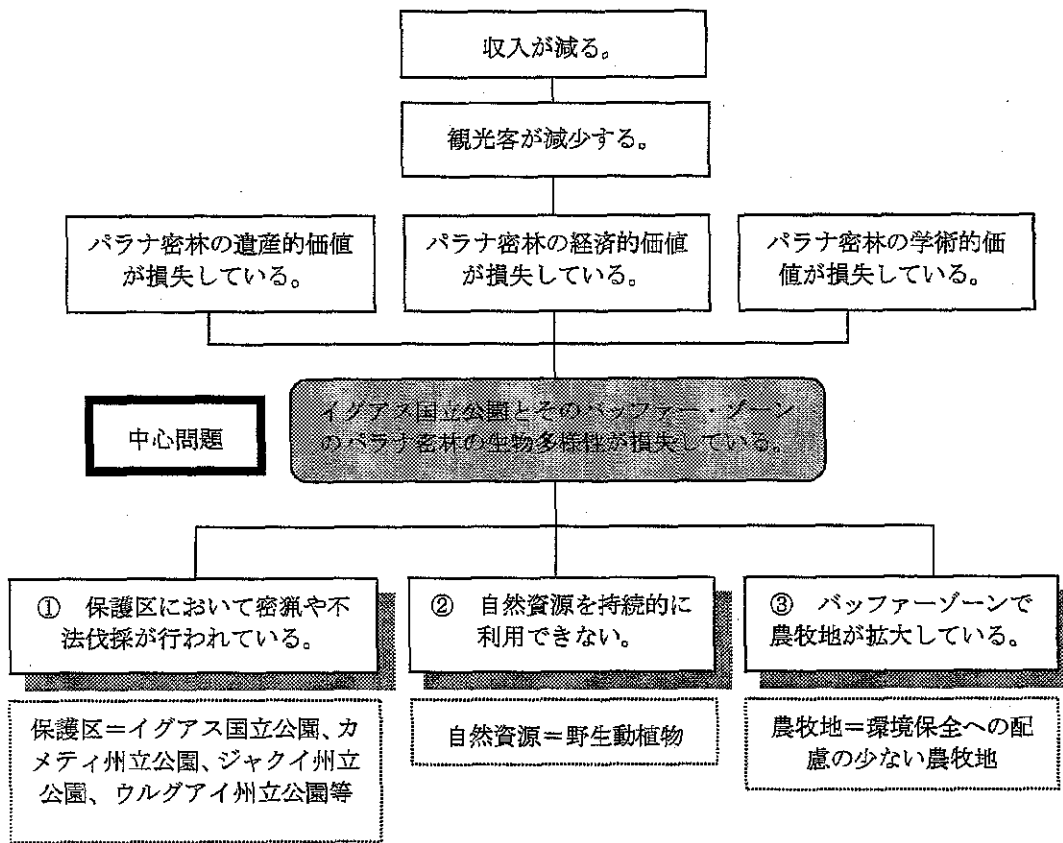 収入が減る。
観光客が減少する。
パラナ密林の遺産的価値
が損失している。
パラナ密林の経済的価値
が損失している。
パラナ密林の学術的価
値が損失している。
中心問題
イグアス国立公園とそのバッファー・ゾーン
のパラナ密林の生物多様性が損失している。
① 保護区において密猟や不
法伐採が行われている。
② 自然資源を持続的に
利用できない。
③ バッファーゾーンで
農牧地が拡大している。
保護区＝イグアス国立公園、カ
メティ州立公園、ジャクイ州立
公園、ウルグアイ州立公園等
自然資源＝野生動植物
農牧地＝環境保全への配
慮の少ない農牧地